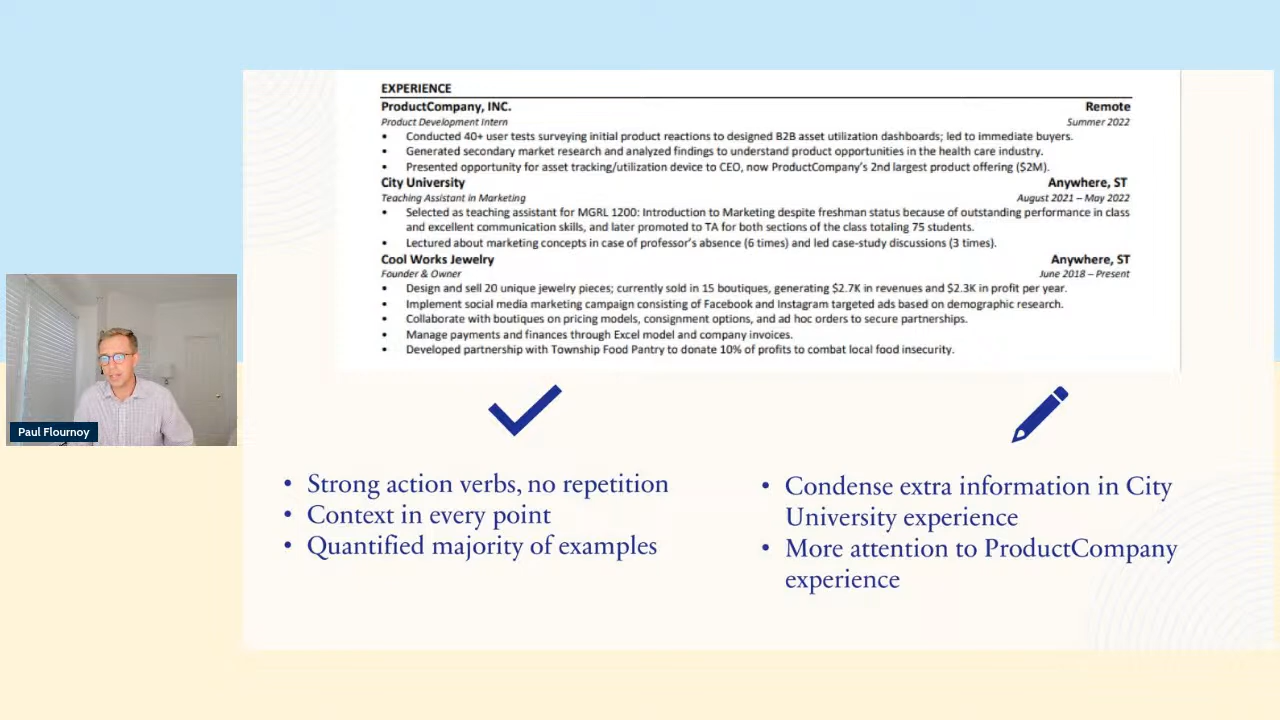 EXPERIENCE
ProductCompany, INC. Remote
Product Development Intern Summer 2022
• Conducted 40+ user tests surveying initial product reactions to designed B2B asset utilization dashboards; led to immediate buyers.
• Generated secondary market research and analyzed findings to understand product opportunities in the health care industry.
• Presented opportunity for asset tracking/utilization device to CEO, now ProductCompany's 2nd largest product offering ($2M).
City University Anywhere, ST
Teaching Assistant in Marketing August 2021 – May 2022
• Selected as teaching assistant for MGRL 1200: Introduction to Marketing despite freshman status because of outstanding performance in class
and excellent communication skills, and later promoted to TA for both sections of the class totaling 75 students.
• Lectured about marketing concepts in case of professor's absence (6 times) and led case-study discussions (3 times).
Cool Works Jewelry Anywhere, ST
Founder & Owner June 2018 – Present
• Design and sell 20 unique jewelry pieces; currently sold in 15 boutiques, generating $2.7K in revenues and $2.3K in profit per year.
• Implement social media marketing campaign consisting of Facebook and Instagram targeted ads based on demographic research.
• Collaborate with boutiques on pricing models, consignment options, and ad hoc orders to secure partnerships.
• Manage payments and finances through Excel model and company invoices.
• Developed partnership with Township Food Pantry to donate 10% of profits to combat local food insecurity.
Paul Flournoy
• Strong action verbs, no repetition
• Context in every point
• Quantified majority of examples
• Condense extra information in City
University experience
• More attention to ProductCompany
experience